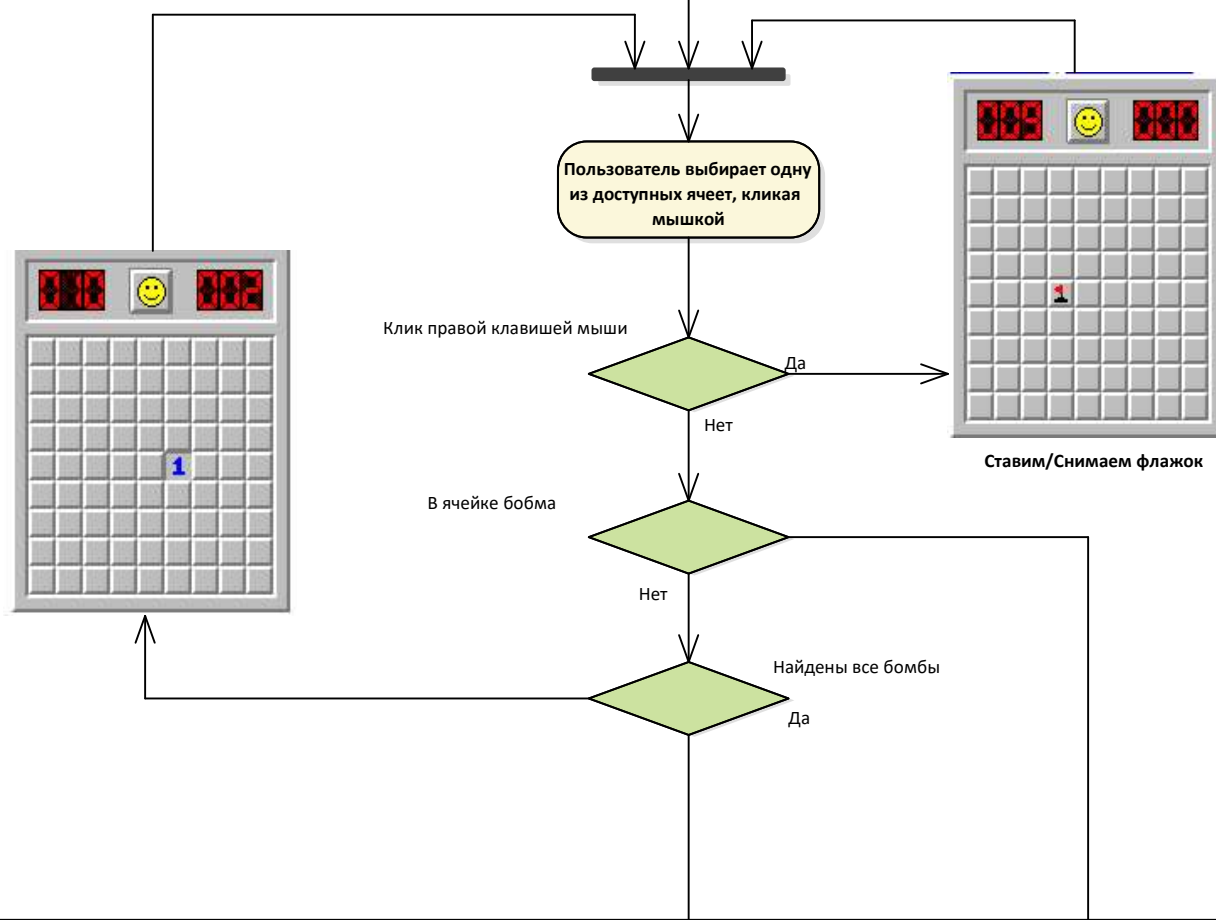 Пользователь выбирает одну
из доступных ячеет, кликая
мышкой
Клик правой клавишей мыши
Да
Нет
Ставим/Снимаем флажок
1
В ячейке бобма
Нет
Найдены все бомбы
Да